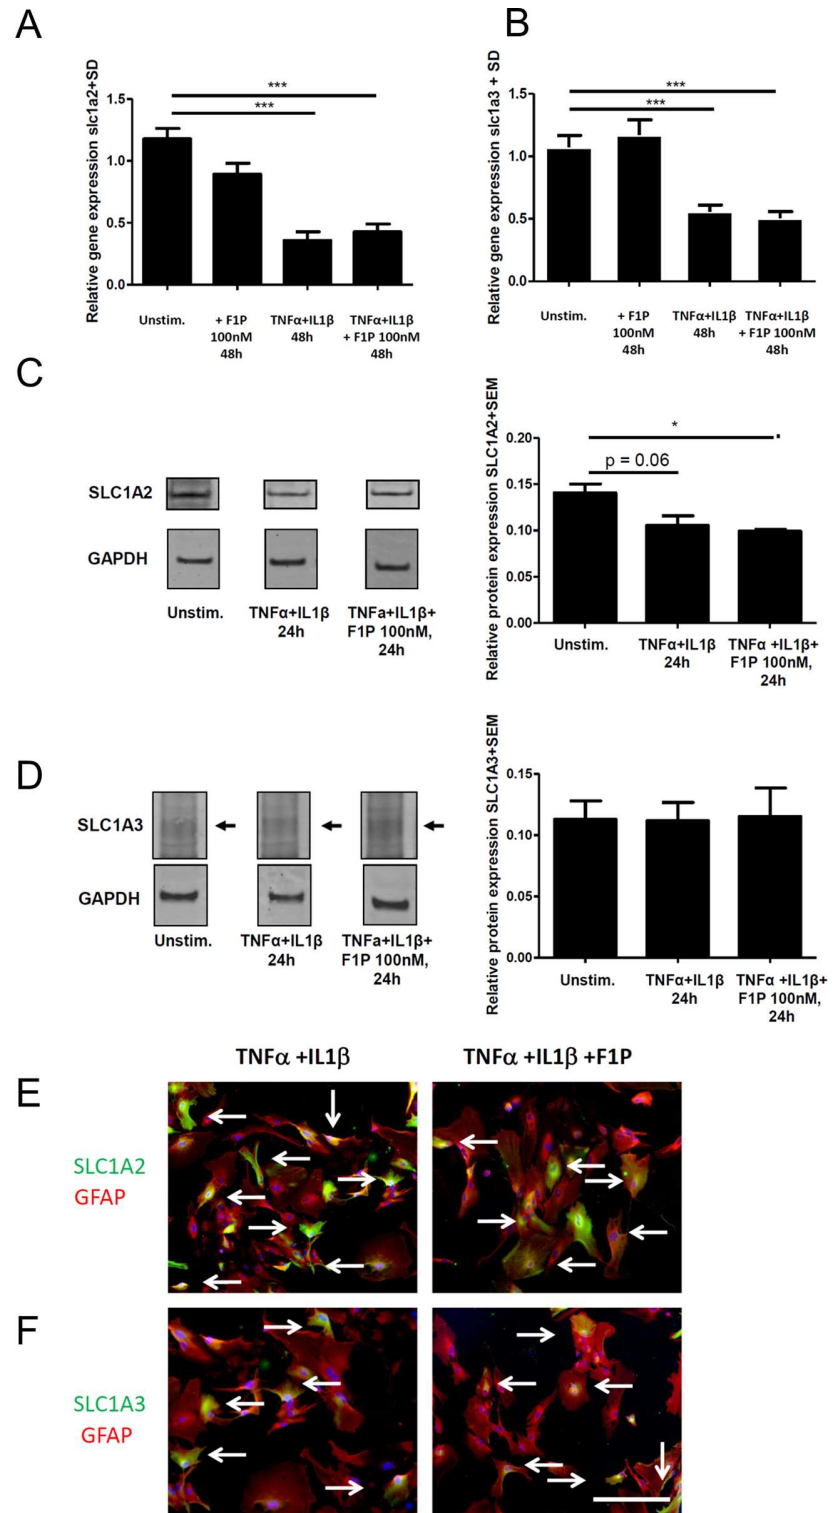 A
Relative gene expression slc1a2+SD
1.5
1.0
0.5
0.0
***
***
Unstim.
+ F1P
100nM
48h
TNFα+IL1β
48h
TNFα+IL1β
+ F1P 100nM
48h
B
Relative gene expression slc1a3 + SD
1.5
1.0
0.5
0.0
***
***
Unstim.
+ F1P
100nM
48h
TNFα+IL1β
48h
TNFα+IL1β
+ F1P 100nM
48h
C
SLC1A2
GAPDH
Unstim.
TNFα+IL1β
24h
TNFa+IL1β+
F1P 100nM,
24h
Relative protein expression SLC1A2+SEM
0.20
0.15
0.10
0.05
0.00
*
p = 0.06
Unstim.
TNFα+IL1β
24h
TNFα +IL1β+
F1P 100nM,
24h
D
SLC1A3
GAPDH
Unstim.
TNFα+IL1β
24h
TNFa+IL1β+
F1P 100nM,
24h
Relative protein expression SLC1A3+SEM
0.15
0.10
0.05
0.00
Unstim.
TNFα+IL1β
24h
TNFα +IL1β+
F1P 100nM,
24h
TNFα +IL1β
TNFα +IL1β +F1P
E
SLC1A2
GFAP
F
SLC1A3
GFAP